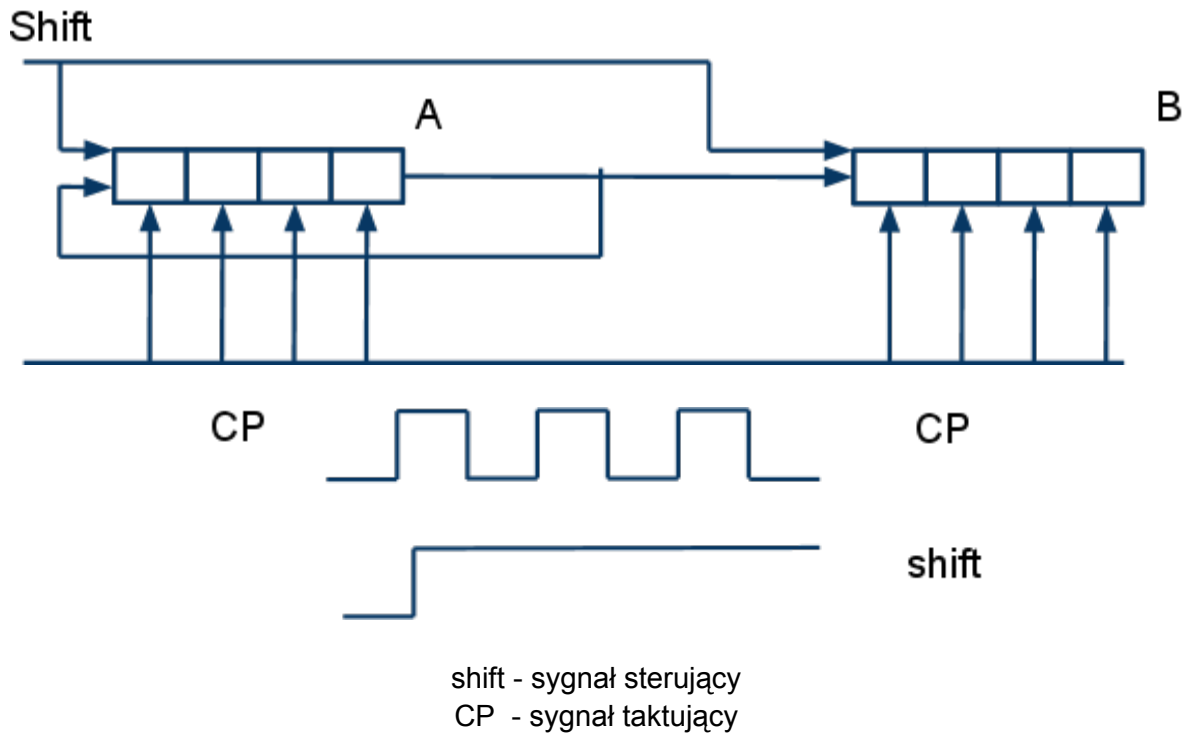 Shift
A
B
CP
CP
shift
shift - sygnał sterujący
CP - sygnał taktujący